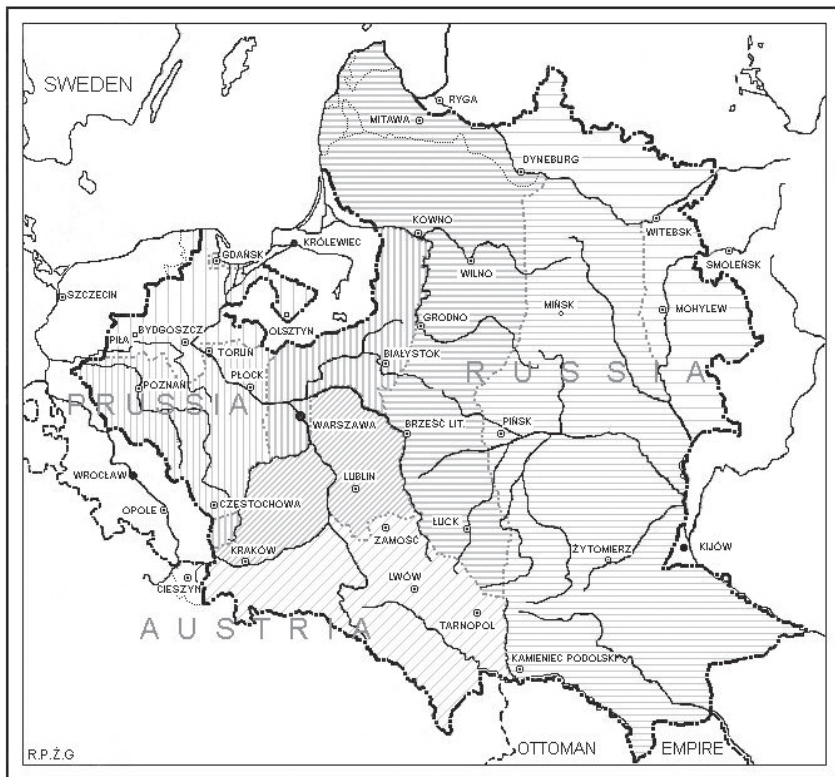 SWEDEN
RYGA
MITAWA
DYNEBURG
KOWNO
WITEBSK
KRÓLEWIEC
GDAŃSK
WILNO
SMOLEŃSK
SZCZECIN
MIŃSK
MOHYLEW
OLSZTYN
GRODNO
BYDGOSZCZ
PIŁA
TORUŃ
BIAŁYSTOK
RUSSIA
PŁOCK
POZNAŃ
PRUSSIA
WARSZAWA
BRZEŚĆ LIT.
PIŃSK
WROCŁAW
LUBLIN
OPOLE
CZĘSTOCHOWA
ZAMOŚĆ
ŁUCK
KIJÓW
KRAKÓW
ŻYTOMIERZ
CIESZYN
LWÓW
TARNOPOL
AUSTRIA
KAMIENIEC PODOLSKI
R.P.Ż.G
OTTOMAN EMPIRE